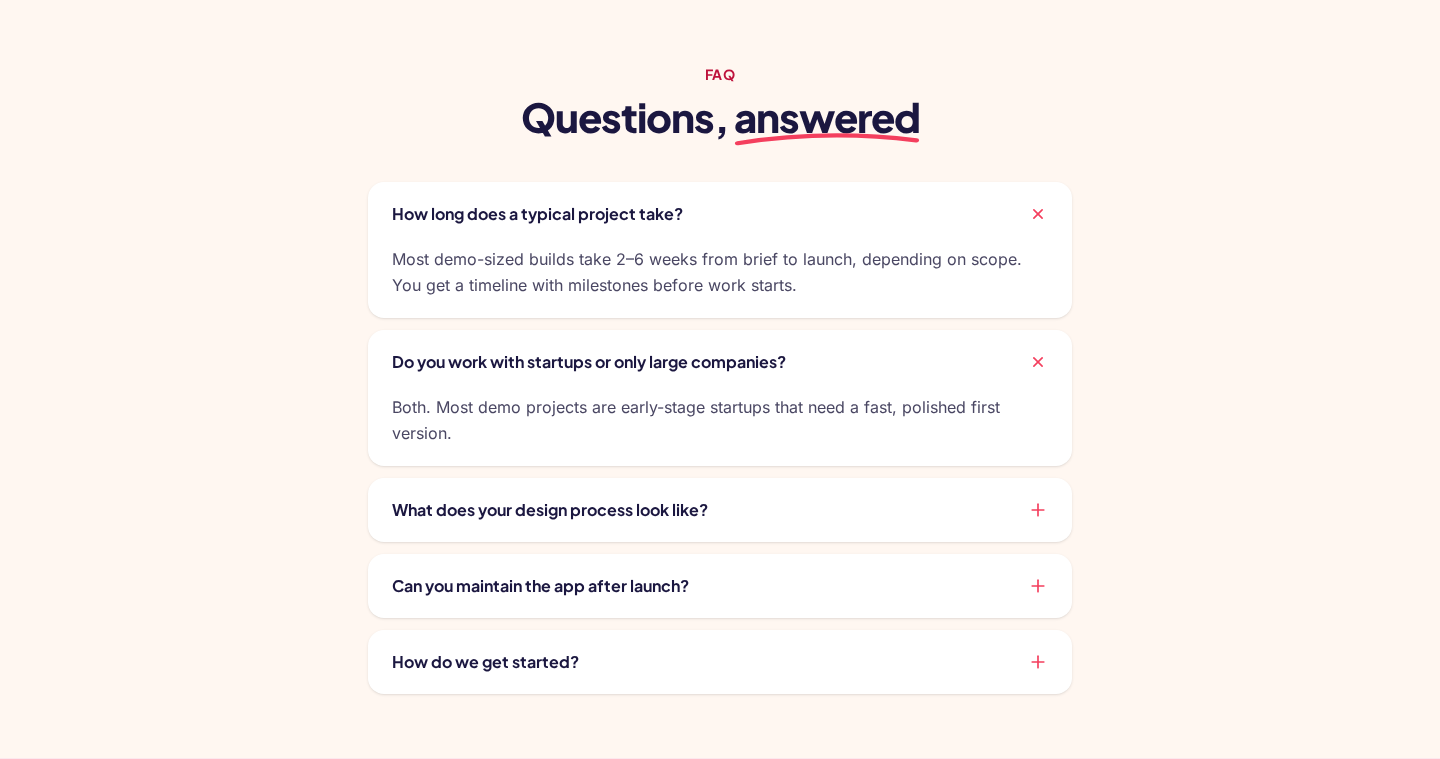 FAQ
Questions, answered
How long does a typical project take?
Most demo-sized builds take 2–6 weeks from brief to launch, depending on scope.
You get a timeline with milestones before work starts.
Do you work with startups or only large companies?
Both. Most demo projects are early-stage startups that need a fast, polished first
version.
What does your design process look like?
Can you maintain the app after launch?
How do we get started?